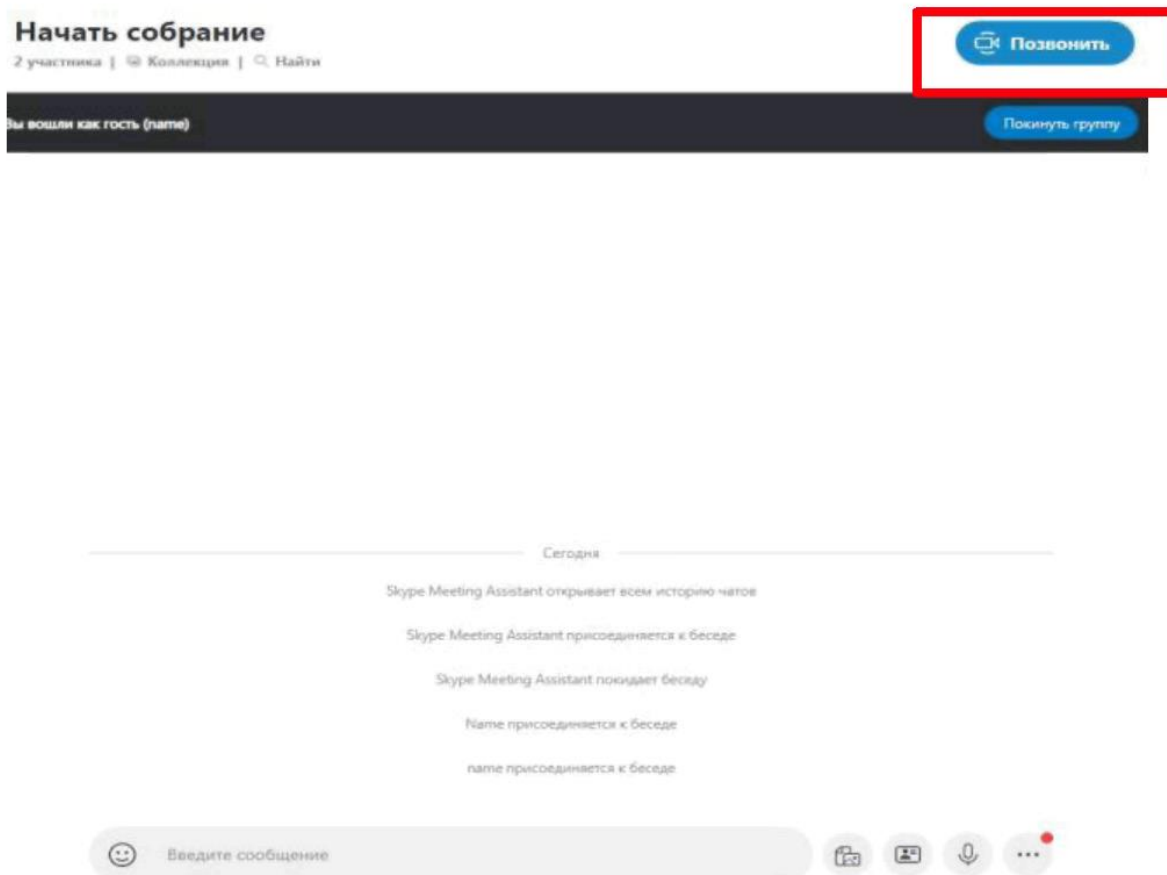 Начать собрание
Позвонить
2 участника | Коллекция | Найти
Вы вошли как гость (name)
Покинуть группу
Сегодня
Skype Meeting Assistant открывает всем историю чатов
Skype Meeting Assistant присоединяется к беседе
Skype Meeting Assistant покидает беседу
Name присоединяется к беседе
name присоединяется к беседе
Введите сообщение